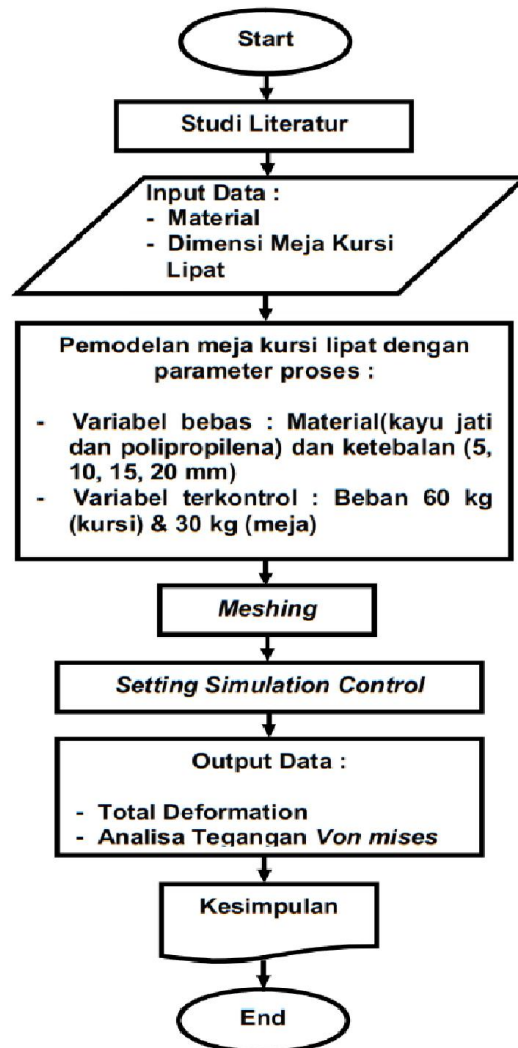 Start
Studi Literatur
Input Data :
- Material
- Dimensi Meja Kursi
Lipat
Pemodelan meja kursi lipat dengan
parameter proses :
- Variabel bebas : Material(kayu jati
dan polipropilena) dan ketebalan (5,
10, 15, 20 mm)
- Variabel terkontrol : Beban 60 kg
(kursi) & 30 kg (meja)
Meshing
Setting Simulation Control
Output Data :
- Total Deformation
- Analisa Tegangan Von mises
Kesimpulan
End